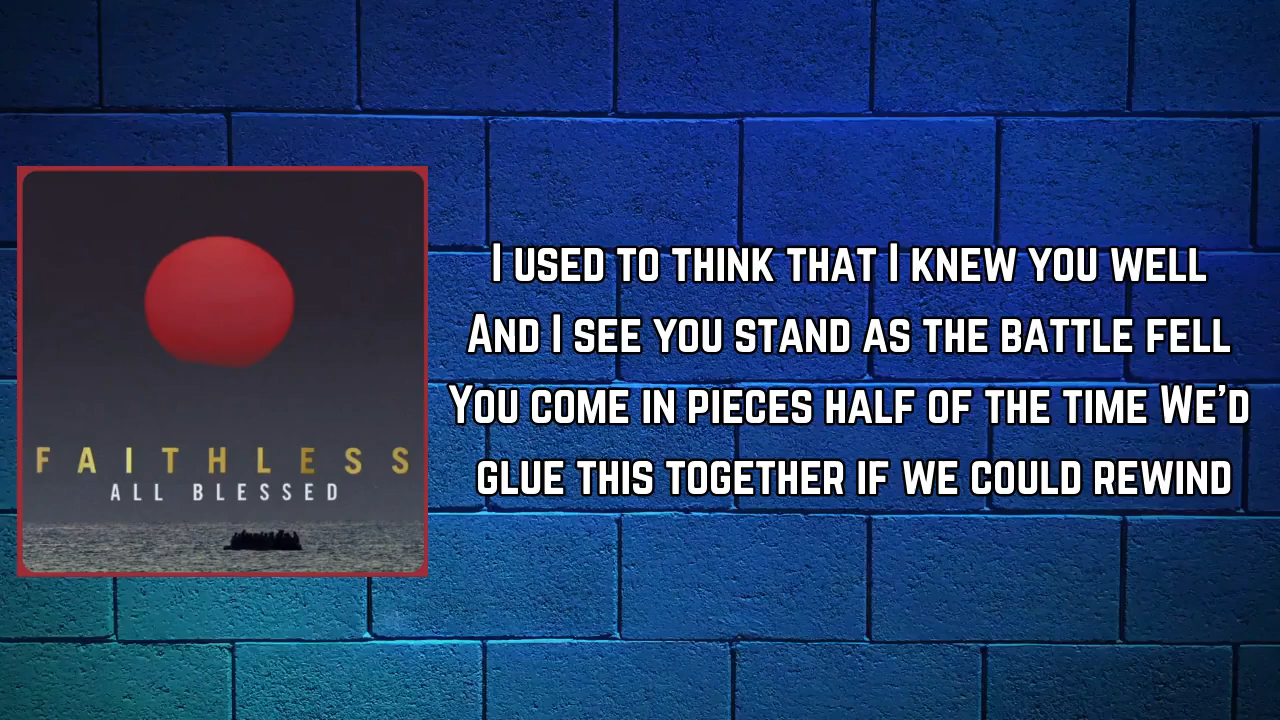 FAITHLESS
ALL BLESSED
I USED TO THINK THAT I KNEW YOU WELL
AND I SEE YOU STAND AS THE BATTLE FELL
YOU COME IN PIECES HALF OF THE TIME WE'D
GLUE THIS TOGETHER IF WE COULD REWIND